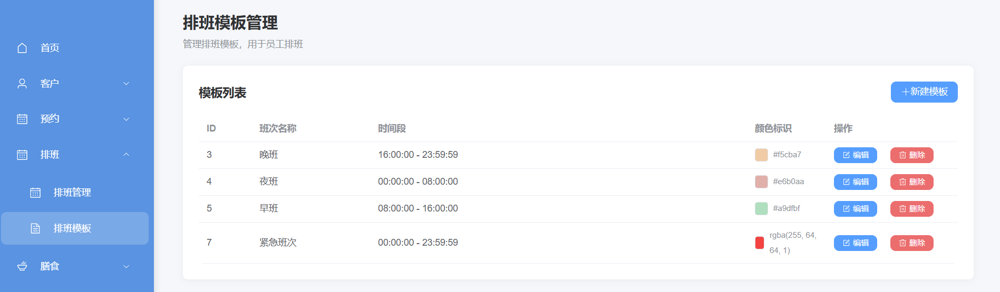 首页
客户
预约
排班
排班管理
排班模板
膳食
排班模板管理
管理排班模板，用于员工排班
模板列表
+新建模板
ID 班次名称 时间段 颜色标识 操作
3 晚班 16:00:00 - 23:59:59 #f5cba7 编辑 删除
4 夜班 00:00:00 - 08:00:00 #e6b0aa 编辑 删除
5 早班 08:00:00 - 16:00:00 #a9dfbf 编辑 删除
7 紧急班次 00:00:00 - 23:59:59 rgba(255, 64, 编辑 删除
64, 1)